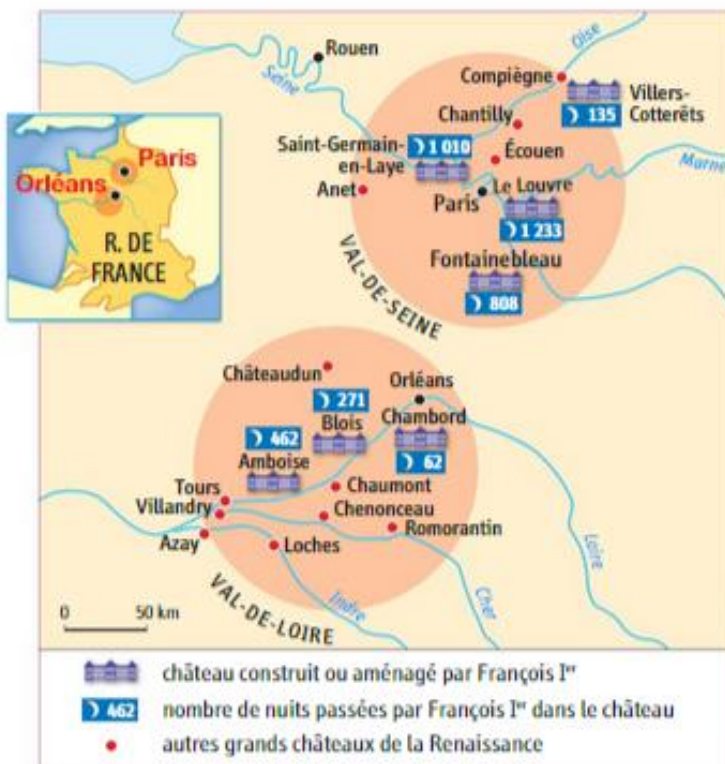 Rouen
Oise
Seine
Compiègne
Villers-
Cotterêts
135
Chantilly
1 010
Saint-Germain-
en-Laye
Écouen
Marne
Anet
Paris
Le Louvre
1 233
Fontainebleau
808
VAL-DE-SEINE
Paris
Orléans
R. DE
FRANCE
Châteaudun
271
Blois
Orléans
Chambord
62
462
Amboise
Chaumont
Tours
Villandry
Chenonceau
Romorantin
Azay
Loches
Loire
Cher
Indre
VAL-DE-LOIRE
0 50 km
château construit ou aménagé par François Ier
462 nombre de nuits passées par François Ier dans le château
autres grands châteaux de la Renaissance